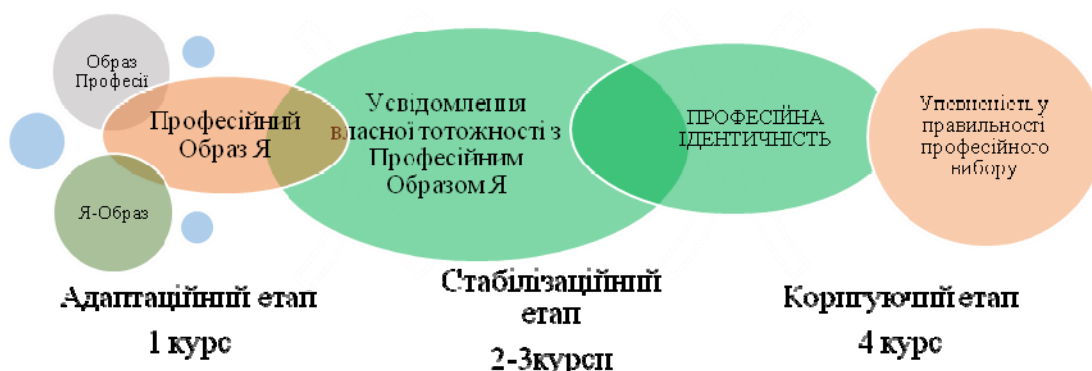 Образ
Професії
Професійний
Образ Я
Я-Образ
Усвідомлення
власної тотожності з
Професійним
Образом Я
ПРОФЕСІЙНА
ІДЕНТИЧНІСТЬ
Упевненість у
правильності
професійного
вибору
Адаптаційний етап
1 курс
Стабілізаційний
етап
2-3курси
Коригуючий етап
4 курс